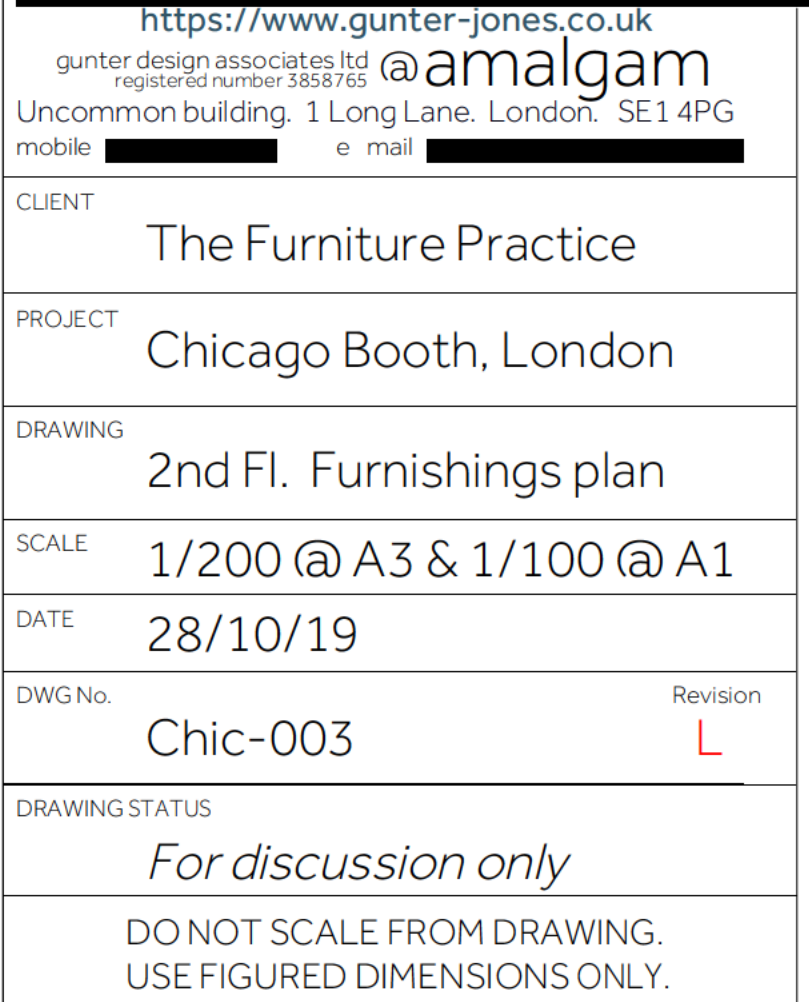 https://www.gunter-jones.co.uk
gunter design associates ltd @amalgam
registered number 3858765
Uncommon building. 1 Long Lane. London. SE1 4PG
mobile e mail
CLIENT
The Furniture Practice
PROJECT
Chicago Booth, London
DRAWING
2nd Fl. Furnishings plan
SCALE
1/200 @ A3 & 1/100 @ A1
DATE
28/10/19
DWG No. Revision
Chic-003 L
DRAWING STATUS
For discussion only
DO NOT SCALE FROM DRAWING.
USE FIGURED DIMENSIONS ONLY.